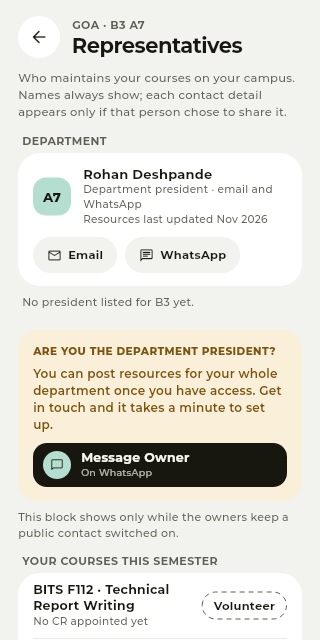 GOA · B3 A7
Representatives
Who maintains your courses on your campus.
Names always show; each contact detail
appears only if that person chose to share it.
DEPARTMENT
A7
Rohan Deshpande
Department president · email and
WhatsApp
Resources last updated Nov 2026
Email
WhatsApp
No president listed for B3 yet.
ARE YOU THE DEPARTMENT PRESIDENT?
You can post resources for your whole
department once you have access. Get
in touch and it takes a minute to set
up.
Message Owner
On WhatsApp
This block shows only while the owners keep a
public contact switched on.
YOUR COURSES THIS SEMESTER
BITS F112 · Technical
Report Writing
No CR appointed yet
Volunteer